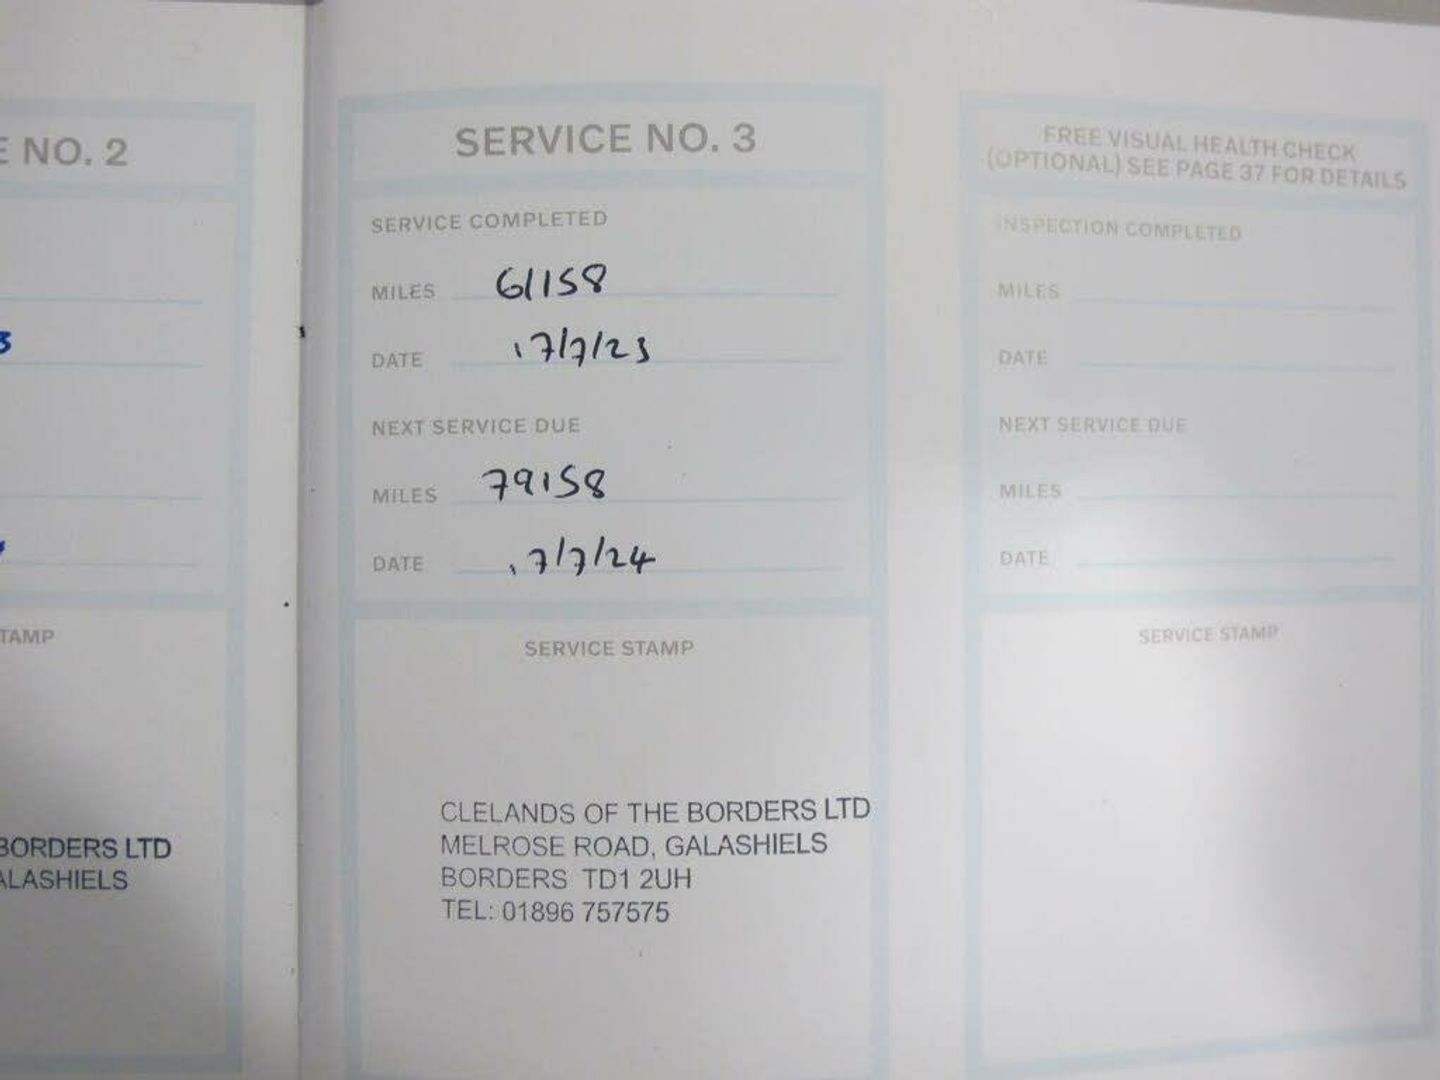 E NO. 2
3
TAMP
BORDERS LTD
ALASHIELS
SERVICE NO. 3
SERVICE COMPLETED
MILES 61158
DATE 17/7/23
NEXT SERVICE DUE
MILES 79158
DATE 17/7/24
SERVICE STAMP
CLELANDS OF THE BORDERS LTD
MELROSE ROAD, GALASHIELS
BORDERS TD1 2UH
TEL: 01896 757575
FREE VISUAL HEALTH CHECK
(OPTIONAL) SEE PAGE 37 FOR DETAILS
INSPECTION COMPLETED
MILES
DATE
NEXT SERVICE DUE
MILES
DATE
SERVICE STAMP